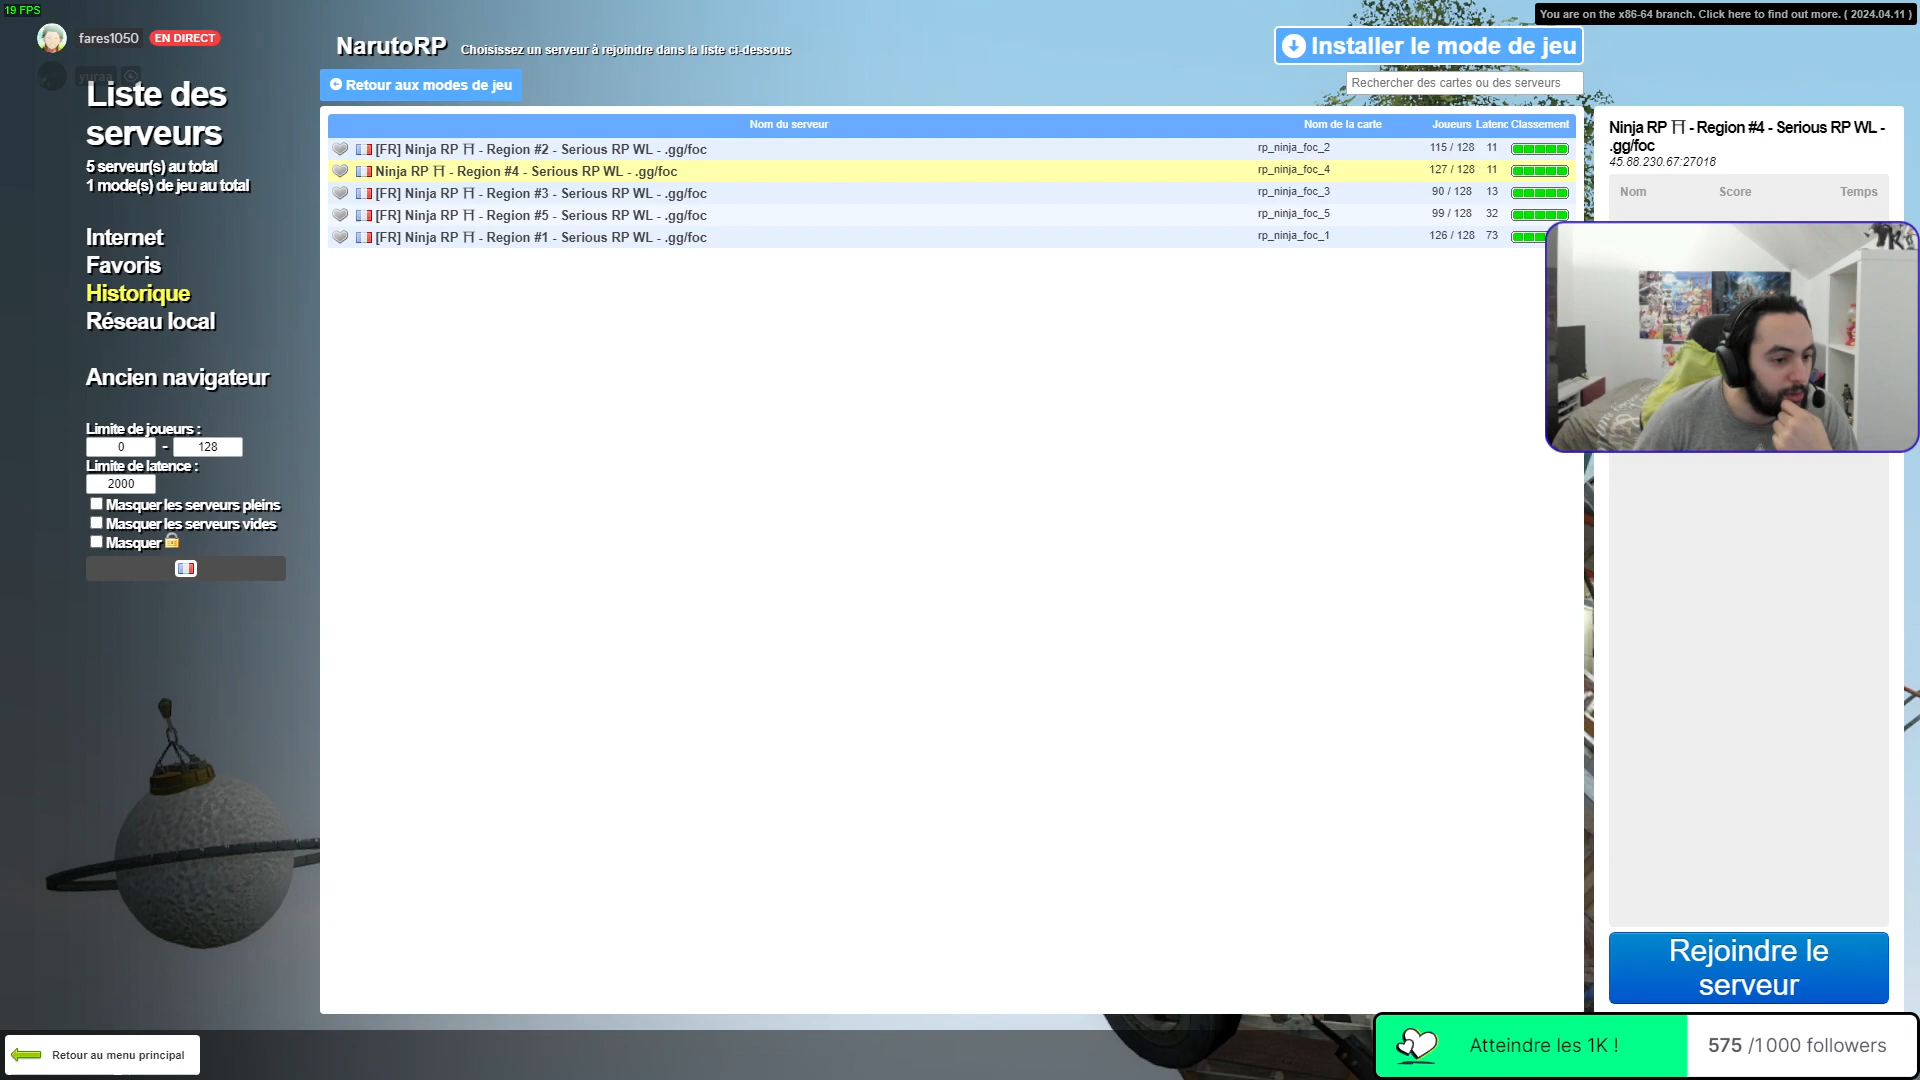 19 FPS
You are on the x86-64 branch. Click here to find out more. ( 2024.04.11 )
fares1050 EN DIRECT
yuraa
Liste des
serveurs
5 serveur(s) au total
1 mode(s) de jeu au total
Internet
Favoris
Historique
Réseau local
Ancien navigateur
Limite de joueurs :
0 - 128
Limite de latence :
2000
Masquer les serveurs pleins
Masquer les serveurs vides
Masquer
NarutoRP Choisissez un serveur à rejoindre dans la liste ci-dessous
Installer le mode de jeu
Retour aux modes de jeu
Rechercher des cartes ou des serveurs
Nom du serveur Nom de la carte Joueurs Latenc Classement
[FR] Ninja RP ⛩ - Region #2 - Serious RP WL - .gg/foc rp_ninja_foc_2 115 / 128 11
Ninja RP ⛩ - Region #4 - Serious RP WL - .gg/foc rp_ninja_foc_4 127 / 128 11
[FR] Ninja RP ⛩ - Region #3 - Serious RP WL - .gg/foc rp_ninja_foc_3 90 / 128 13
[FR] Ninja RP ⛩ - Region #5 - Serious RP WL - .gg/foc rp_ninja_foc_5 99 / 128 32
[FR] Ninja RP ⛩ - Region #1 - Serious RP WL - .gg/foc rp_ninja_foc_1 126 / 128 73
Ninja RP ⛩ - Region #4 - Serious RP WL -
.gg/foc
45.88.230.67:27018
Nom Score Temps
Rejoindre le
serveur
Retour au menu principal
Atteindre les 1K !
575 /1000 followers